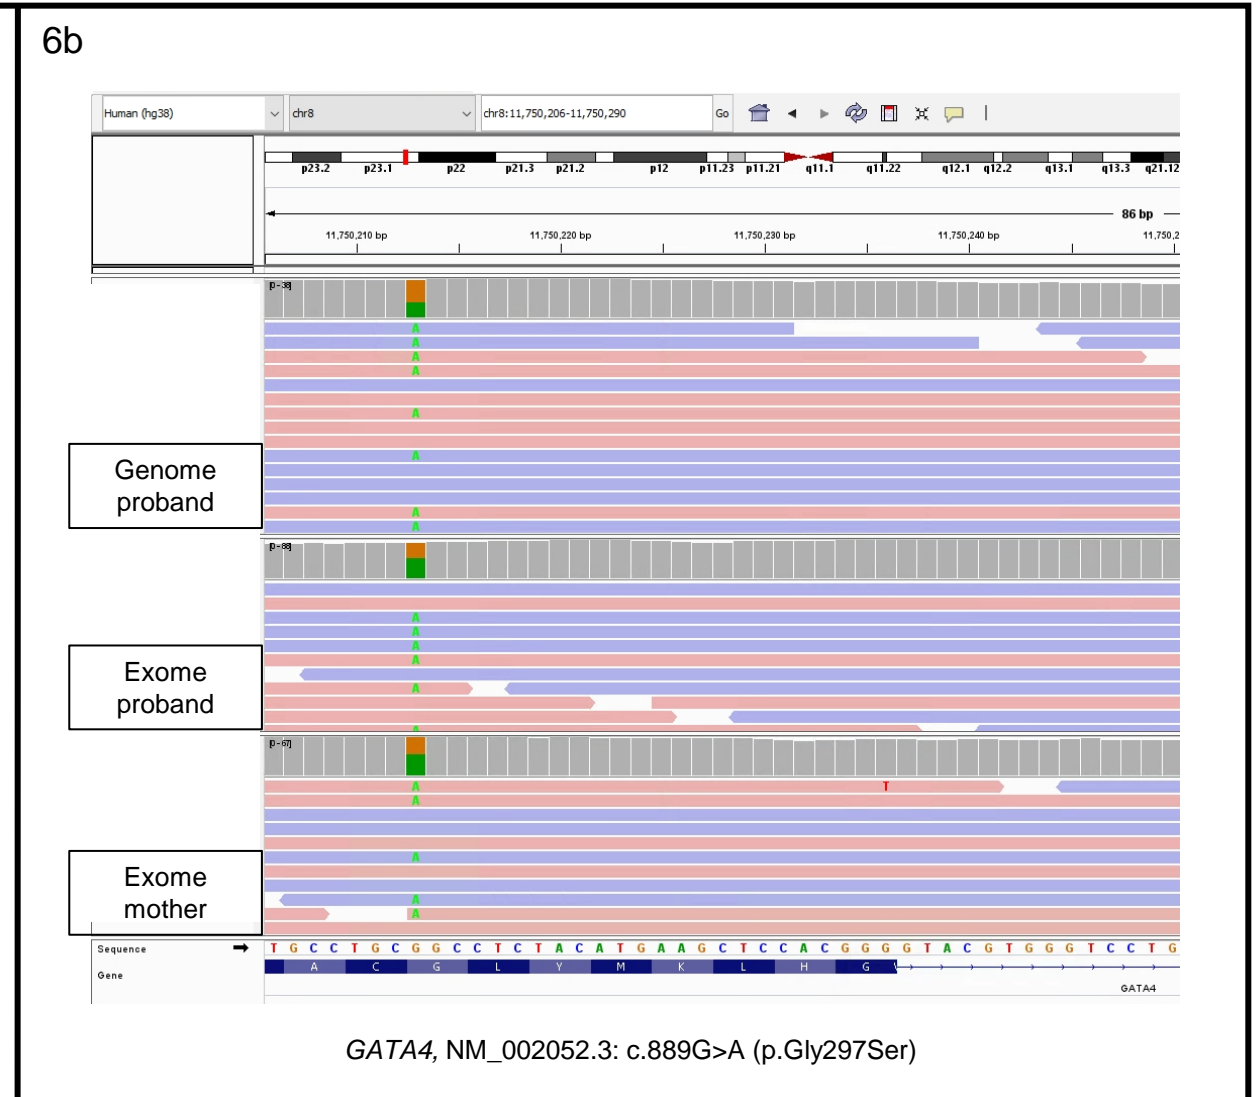 6b
Human (hg38) chr8 chr8:11,750,206-11,750,290 Go
p23.2 p23.1 p22 p21.3 p21.2 p12 p11.23 p11.21 q11.1 q11.22 q12.1 q12.2 q13.1 q13.3 q21.12
86 bp
11,750,210 bp 11,750,220 bp 11,750,230 bp 11,750,240 bp 11,750,2
[0-38]
A
A
A
A
A
A
A
A
Genome
proband
[0-88]
A
A
A
A
A
A
Exome
proband
[0-67]
A T
A
A
A
A
Exome
mother
Sequence T G C C T G C G G C C T C T A C A T G A A G C T C C A C G G G G T A C G T G G G T C C T G
Gene A C G L Y M K L H G
GATA4
GATA4, NM_002052.3: c.889G>A (p.Gly297Ser)